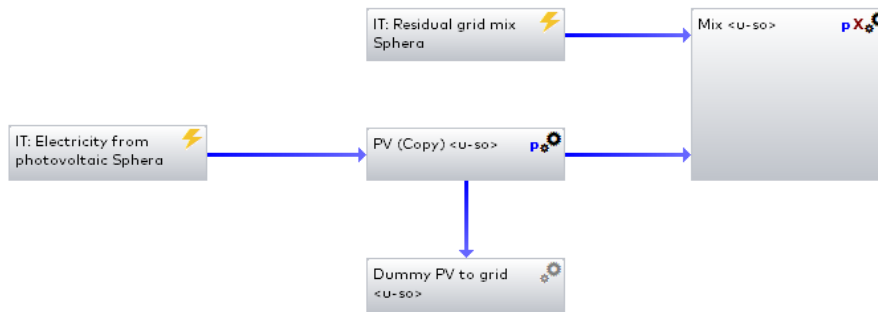 IT: Residual grid mix
Sphera
Mix <u-so>
p X
IT: Electricity from
photovoltaic Sphera
PV (Copy) <u-so>
p
Dummy PV to grid
<u-so>